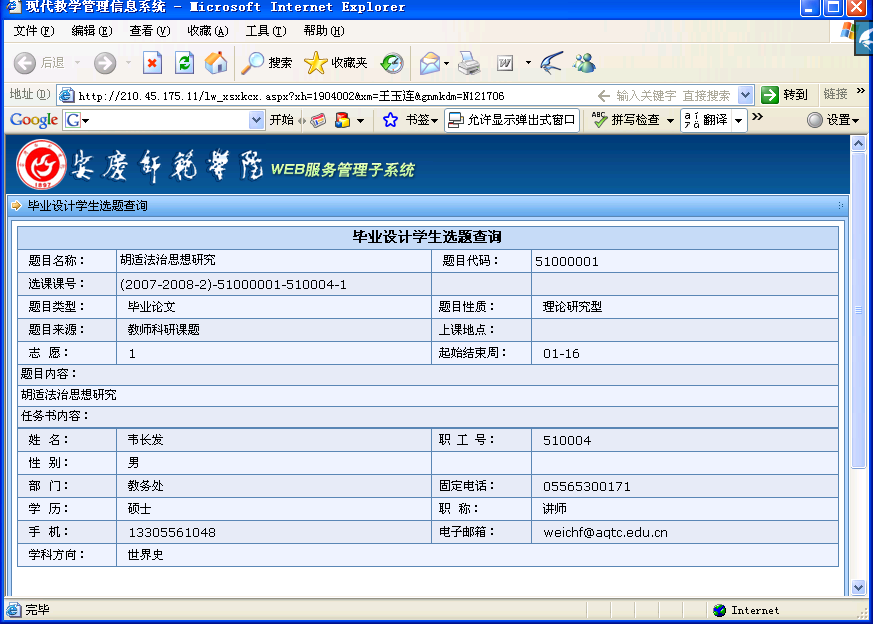 现代教学管理信息系统 - Microsoft Internet Explorer
文件(F) 编辑(E) 查看(V) 收藏(A) 工具(T) 帮助(H)
后退 搜索 收藏夹
地址(D) http://210.45.175.11/lw_xsxkcx.aspx?xh=1904002&xm=王玉连&gnmkdm=N121706 输入关键字 直接搜索 转到 链接 »
Google G 开始 书签 允许显示弹出式窗口 ABC 拼写检查 翻译 » 设置
安庆师范学院 WEB服务管理子系统
1897
毕业设计学生选题查询
毕业设计学生选题查询
题目名称： 胡适法治思想研究 题目代码： 51000001
选课课号： (2007-2008-2)-51000001-510004-1
题目类型： 毕业论文 题目性质： 理论研究型
题目来源： 教师科研课题 上课地点：
志 愿： 1 起始结束周： 01-16
题目内容：
胡适法治思想研究
任务书内容：
姓 名： 韦长发 职 工 号： 510004
性 别： 男
部 门： 教务处 固定电话： 05565300171
学 历： 硕士 职 称： 讲师
手 机： 13305561048 电子邮箱： weichf@aqtc.edu.cn
学科方向： 世界史
完毕 Internet